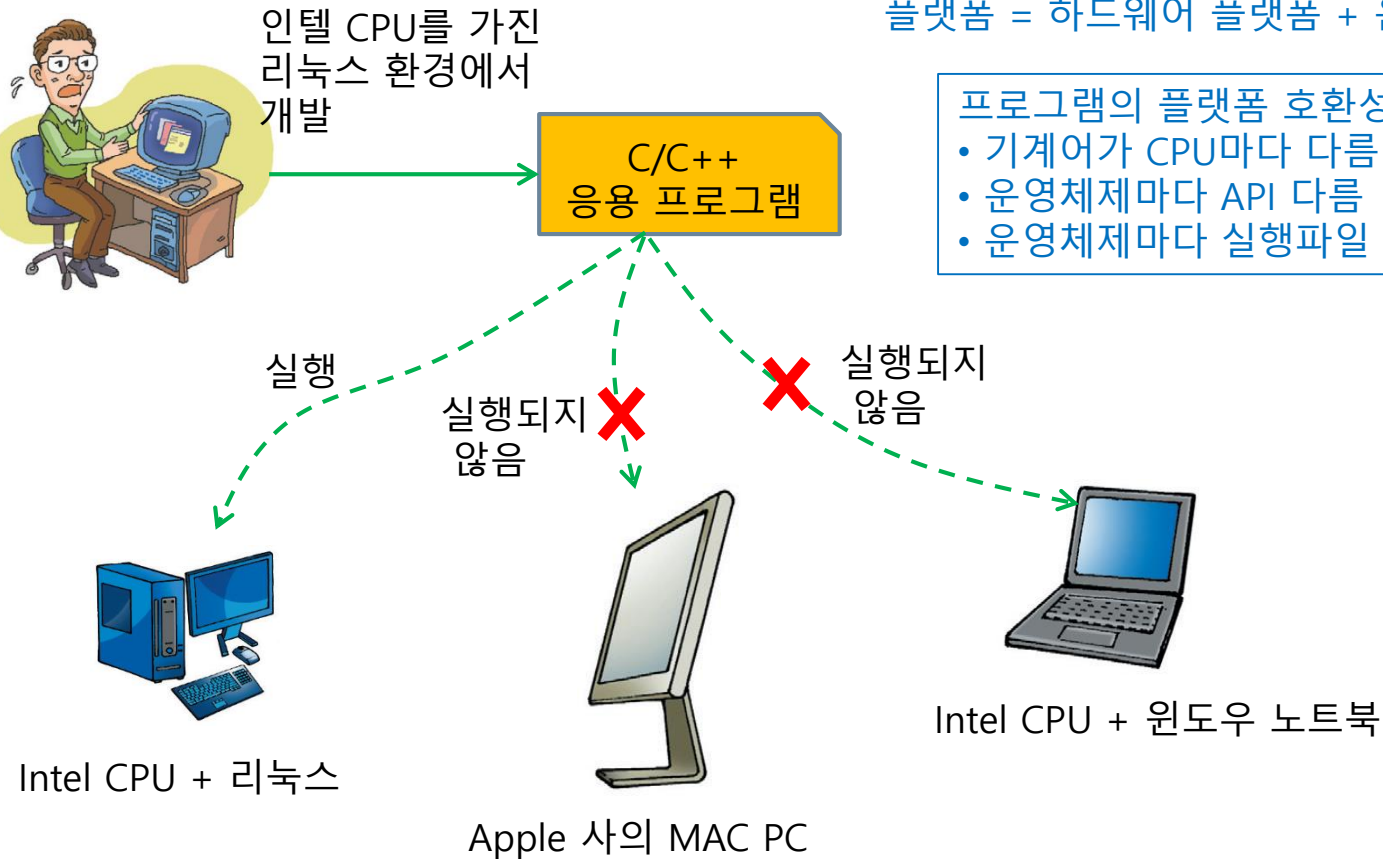 인텔 CPU를 가진
리눅스 환경에서
개발
플랫폼 = 하드웨어 플랫폼 +
프로그램의 플랫폼 호환성
• 기계어가 CPU마다 다름
• 운영체제마다 API 다름
• 운영체제마다 실행파일
C/C++
응용 프로그램
실행
실행되지
않음
실행되지
않음
Intel CPU + 리눅스
Apple 사의 MAC PC
Intel CPU + 윈도우 노트북